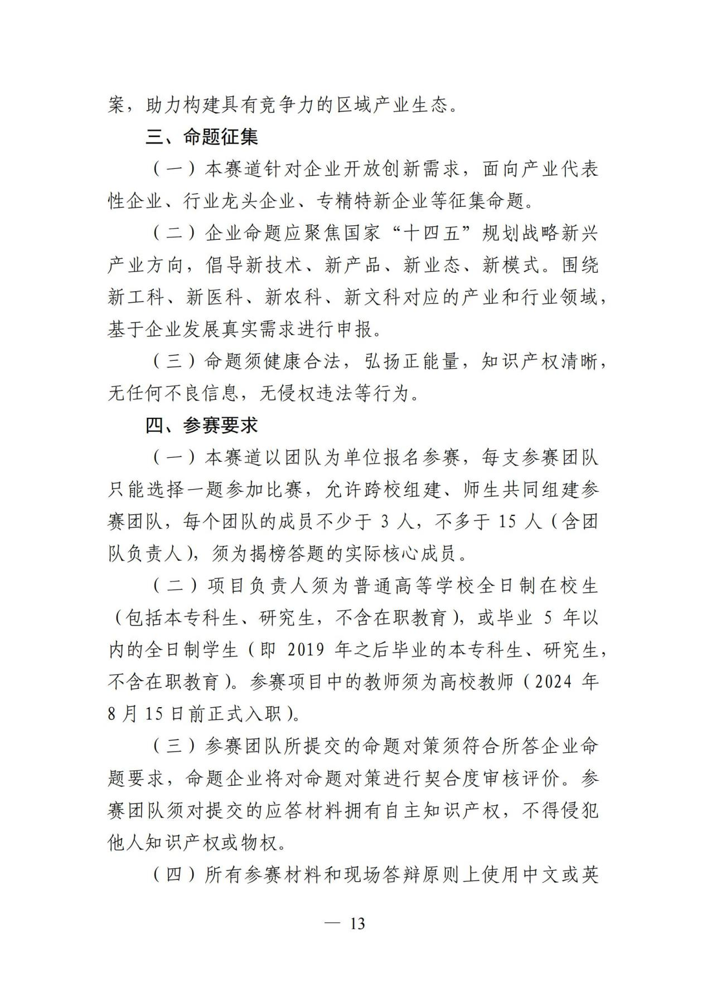 案，助力构建具有竞争力的区域产业生态。
三、命题征集
（一）本赛道针对企业开放创新需求，面向产业代表
性企业、行业龙头企业、专精特新企业等征集命题。
（二）企业命题应聚焦国家“十四五”规划战略新兴
产业方向，倡导新技术、新产品、新业态、新模式。围绕
新工科、新医科、新农科、新文科对应的产业和行业领域，
基于企业发展真实需求进行申报。
（三）命题须健康合法，弘扬正能量，知识产权清晰，
无任何不良信息，无侵权违法等行为。
四、参赛要求
（一）本赛道以团队为单位报名参赛，每支参赛团队
只能选择一题参加比赛，允许跨校组建、师生共同组建参
赛团队，每个团队的成员不少于 3 人，不多于 15 人（含团
队负责人），须为揭榜答题的实际核心成员。
（二）项目负责人须为普通高等学校全日制在校生
（包括本专科生、研究生，不含在职教育），或毕业 5 年以
内的全日制学生（即 2019 年之后毕业的本专科生、研究生，
不含在职教育）。参赛项目中的教师须为高校教师（2024 年
8 月 15 日前正式入职）。
（三）参赛团队所提交的命题对策须符合所答企业命
题要求，命题企业将对命题对策进行契合度审核评价。参
赛团队须对提交的应答材料拥有自主知识产权，不得侵犯
他人知识产权或物权。
（四）所有参赛材料和现场答辩原则上使用中文或英
— 13